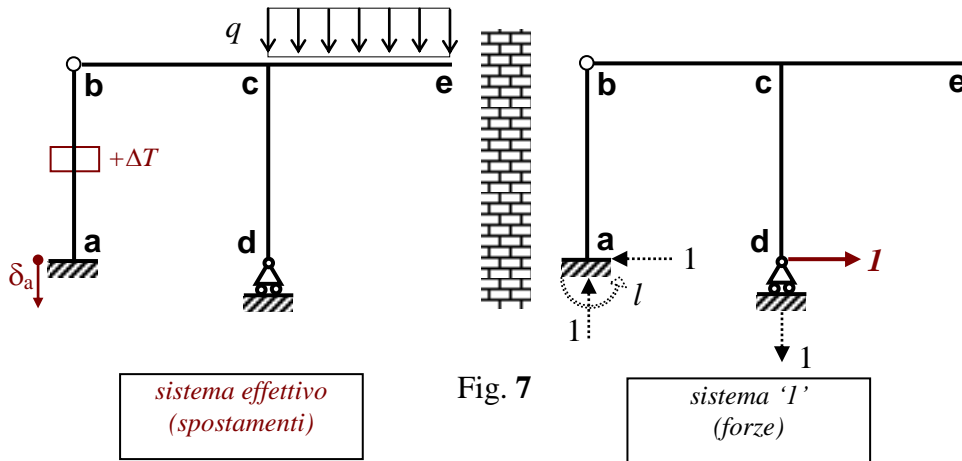 q
b
c
e
+ΔT
a
d
δa
sistema effettivo
(spostamenti)
Fig. 7
b
c
e
a
d
1
1
l
1
1
sistema '1'
(forze)